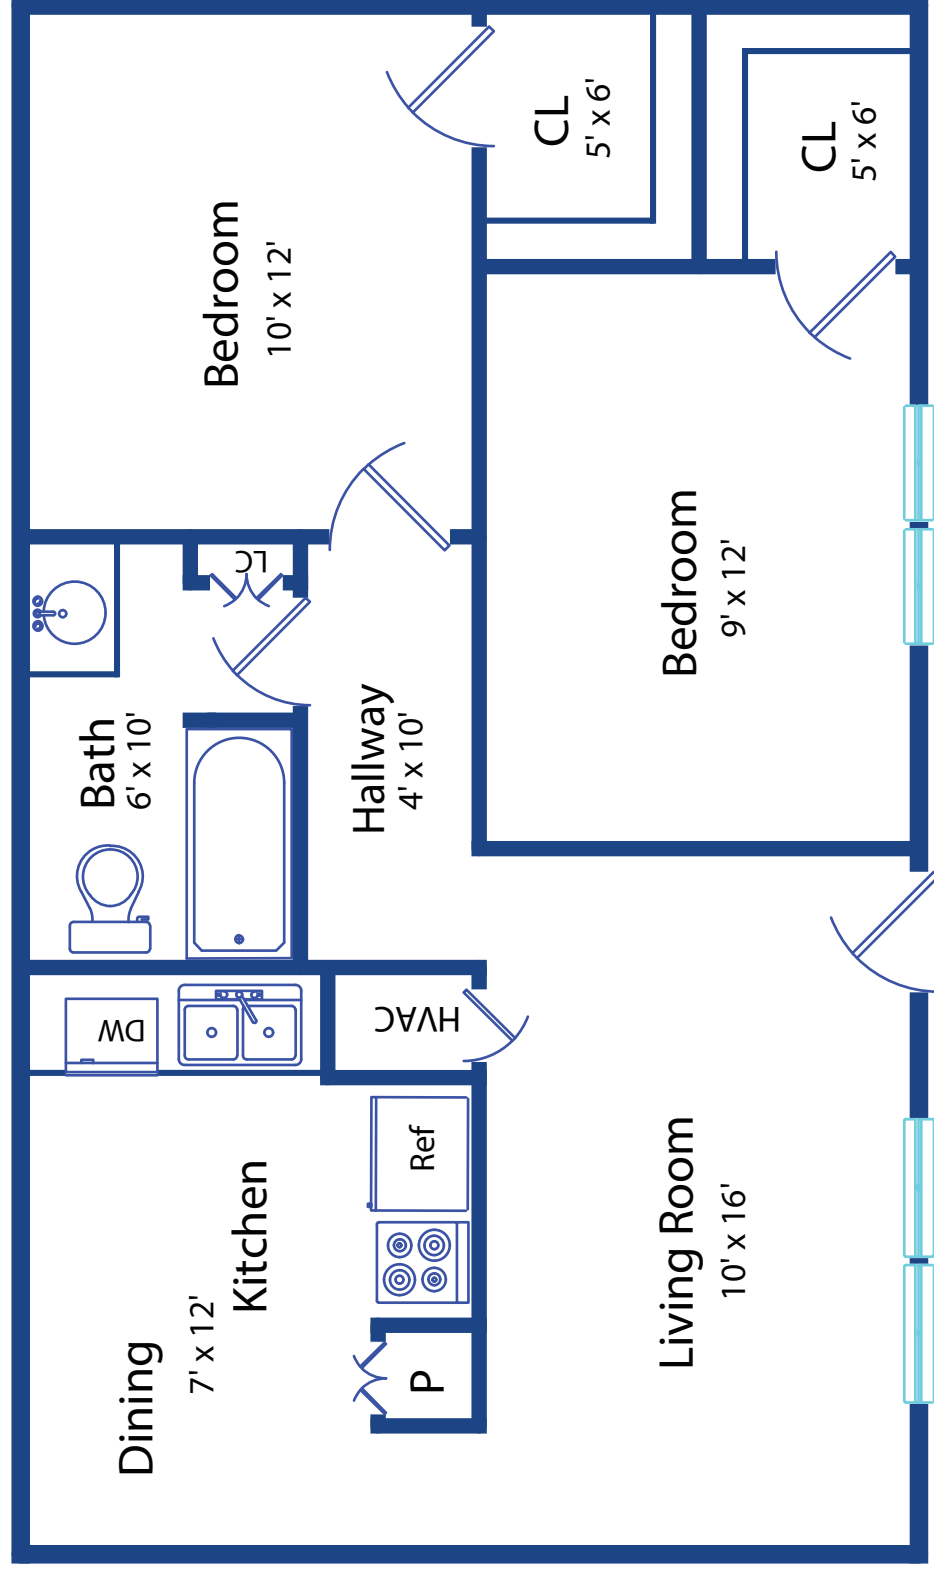 Bedroom
10' x 12'
CL
5' x 6'
CL
5' x 6'
LC
Bath
6' x 10'
Hallway
4' x 10'
Bedroom
9' x 12'
DW
HVAC
Ref
Kitchen
Dining
7' x 12'
P
Living Room
10' x 16'